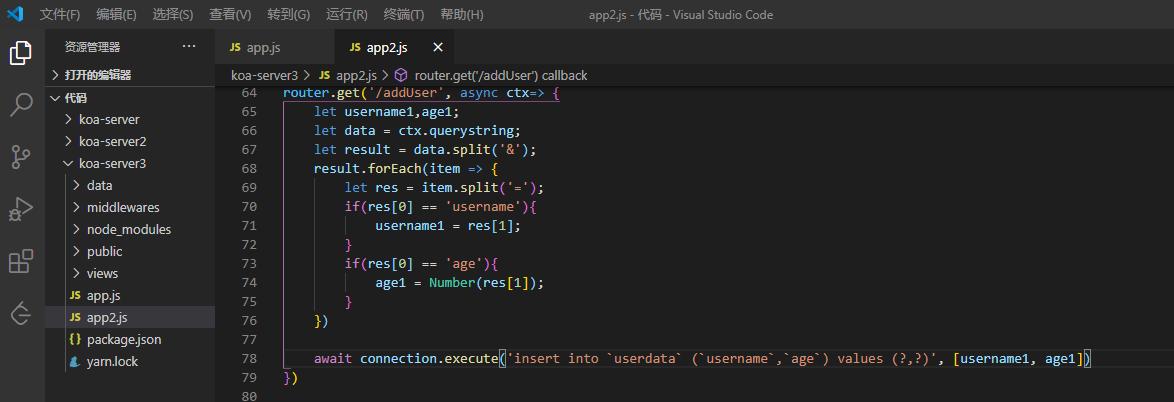 文件(F) 编辑(E) 选择(S) 查看(V) 转到(G) 运行(R) 终端(T) 帮助(H) app2.js - 代码 - Visual Studio Code
资源管理器 ···
JS app.js JS app2.js ×
打开的编辑器
koa-server3 > JS app2.js > router.get('/addUser') callback
代码
koa-server
koa-server2
koa-server3
data
middlewares
node_modules
public
views
JS app.js
JS app2.js
{} package.json
yarn.lock
64 router.get('/addUser', async ctx=> {
65 let username1,age1;
66 let data = ctx.querystring;
67 let result = data.split('&');
68 result.forEach(item => {
69 let res = item.split('=');
70 if(res[0] == 'username'){
71 username1 = res[1];
72 }
73 if(res[0] == 'age'){
74 age1 = Number(res[1]);
75 }
76 })
77
78 await connection.execute('insert into `userdata` (`username`,`age`) values (?,?)', [username1, age1])
79 })
80